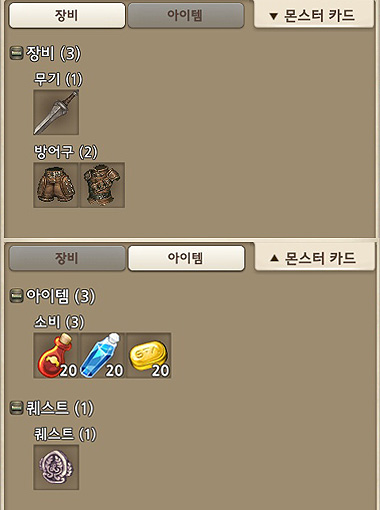 장비 아이템 ▼ 몬스터 카드
장비 (3)
무기 (1)
방어구 (2)
장비 아이템 ▲ 몬스터 카드
아이템 (3)
소비 (3)
20 20 20
퀘스트 (1)
퀘스트 (1)